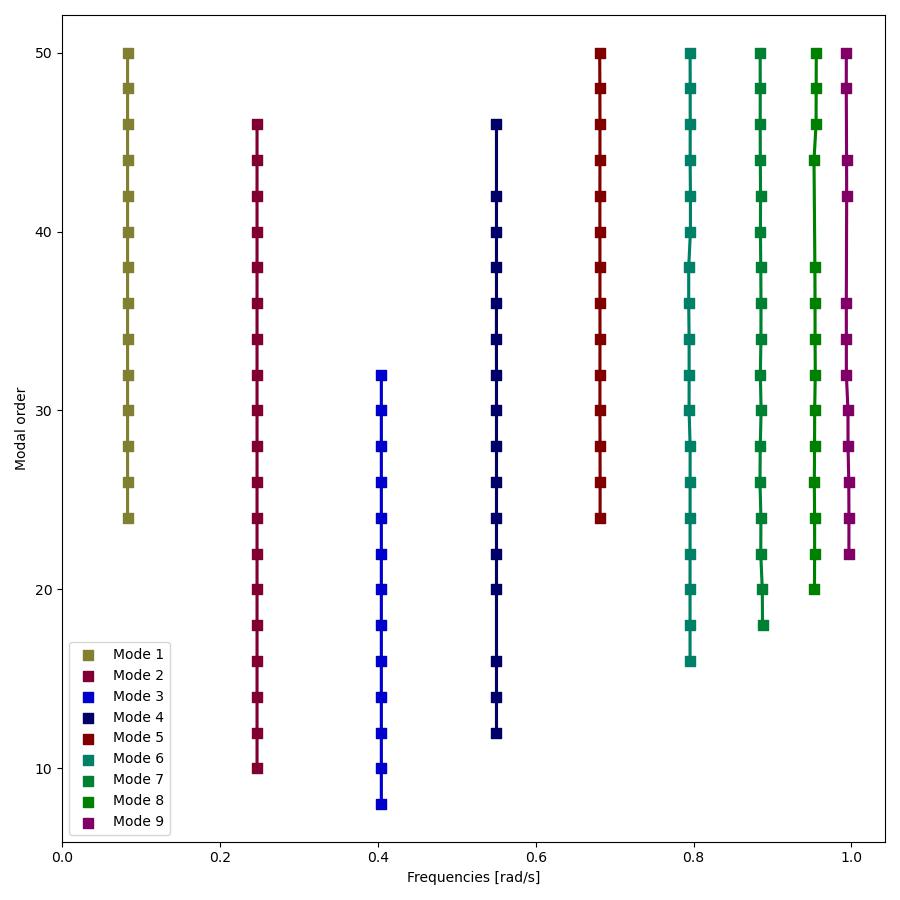 50
40
30
20
10
Modal order
Mode 1
Mode 2
Mode 3
Mode 4
Mode 5
Mode 6
Mode 7
Mode 8
Mode 9
0.0 0.2 0.4 0.6 0.8 1.0
Frequencies [rad/s]